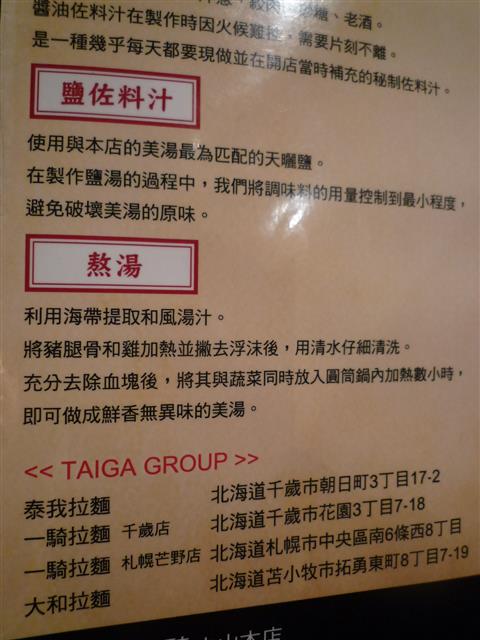 糖、老酒。
醬油佐料汁在製作時因火候難控，需要片刻不離。
是一種幾乎每天都要現做並在開店當時補充的秘制佐料汁。
鹽佐料汁
使用與本店的美湯最為匹配的天曬鹽。
在製作鹽湯的過程中，我們將調味料的用量控制到最小程度，
避免破壞美湯的原味。
熬湯
利用海帶提取和風湯汁。
將豬腿骨和雞加熱並撇去浮沫後，用清水仔細清洗。
充分去除血塊後，將其與蔬菜同時放入圓筒鍋內加熱數小時，
即可做成鮮香無異味的美湯。
<< TAIGA GROUP >>
泰我拉麵 北海道千歲市朝日町3丁目17-2
一騎拉麵 千歲店 北海道千歲市花園3丁目7-18
一騎拉麵 札幌芒野店 北海道札幌市中央區南6條西8丁目
大和拉麵 北海道苫小牧市拓勇東町8丁目7-19
山本店